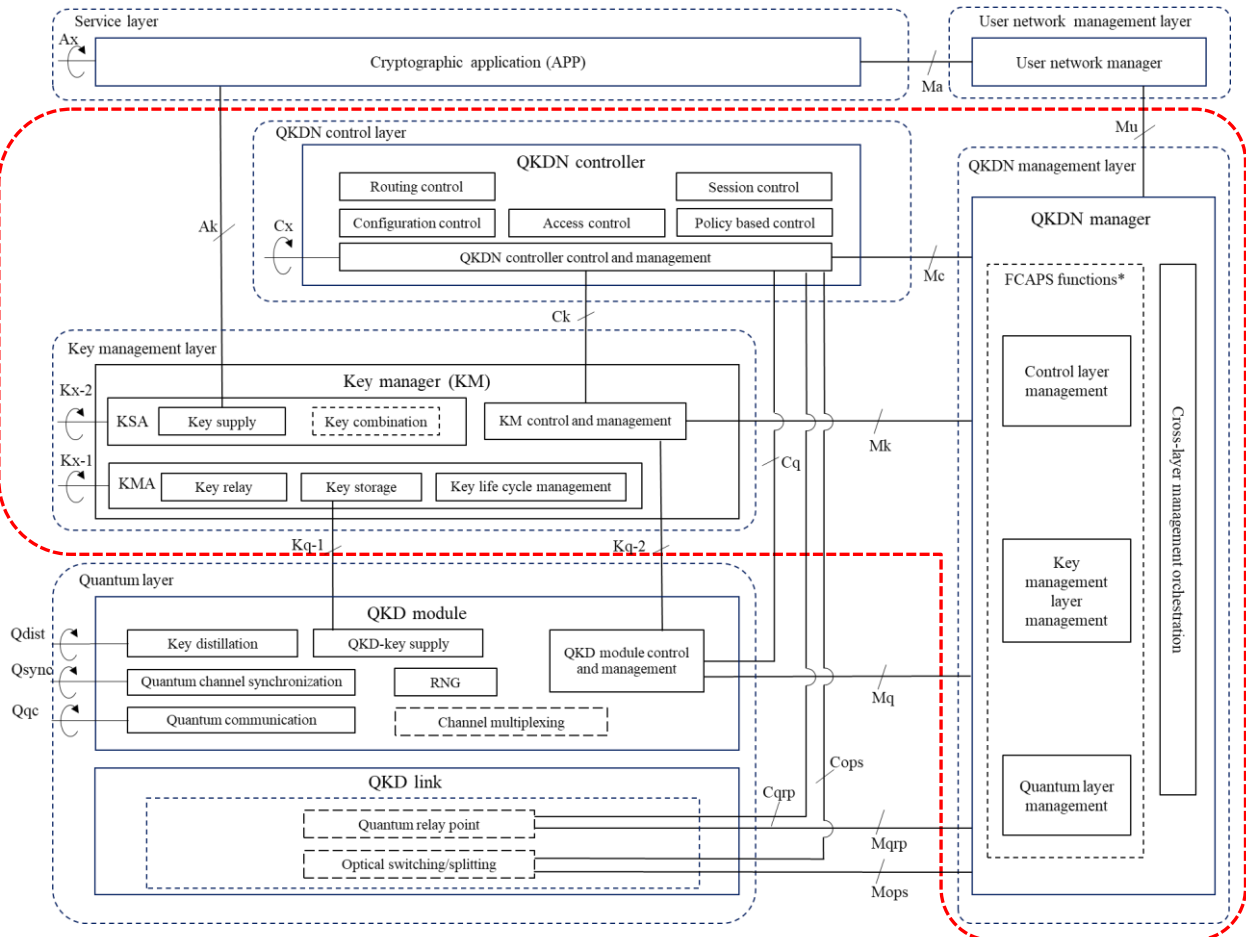 Service layer
User network management layer
Ax
Cryptographic application (APP)
User network manager
Ma
Mu
QKDN control layer
QKDN management layer
QKDN controller
Routing control
Session control
Configuration control
Access control
Policy based control
QKDN controller control and management
Ak
Cx
Mc
QKDN manager
FCAPS functions*
Control layer
management
Key
management
layer
management
Quantum layer
management
Cross-layer management orchestration
Ck
Key management layer
Key manager (KM)
Kx-2
KSA
Key supply
Key combination
KM control and management
Mk
Kx-1
KMA
Key relay
Key storage
Key life cycle management
Cq
Kq-1
Kq-2
Quantum layer
QKD module
Qdist
Key distillation
QKD-key supply
QKD module control
and management
Qsync
Quantum channel synchronization
RNG
Mq
Qqc
Quantum communication
Channel multiplexing
Cops
QKD link
Cqrp
Quantum relay point
Mqrp
Optical switching/splitting
Mops